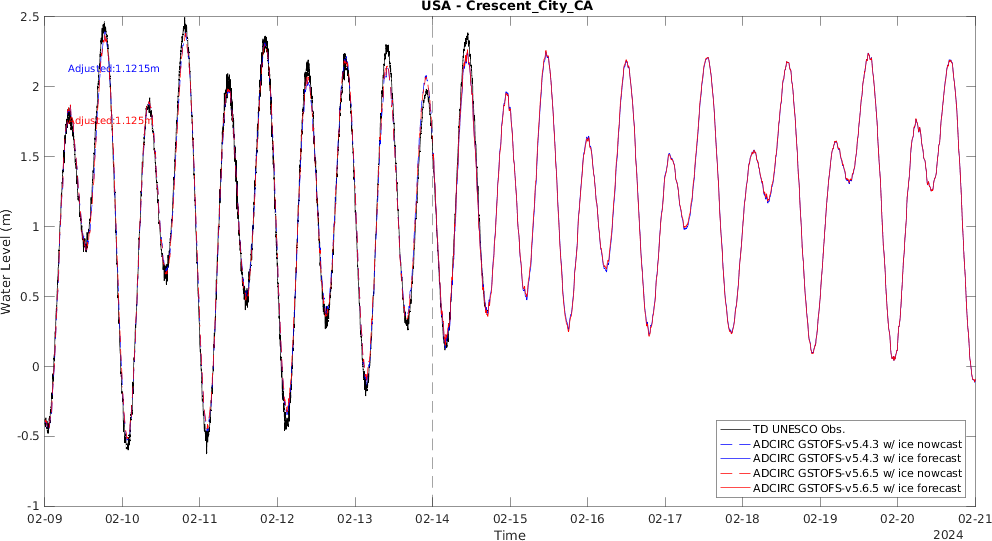 USA - Crescent_City_CA
2.5
2
1.5
1
0.5
0
-0.5
-1
Water Level (m)
Adjusted:1.1215m
Adjusted:1.125m
TD UNESCO Obs.
ADCIRC GSTOFS-v5.4.3 w/ ice nowcast
ADCIRC GSTOFS-v5.4.3 w/ ice forecast
ADCIRC GSTOFS-v5.6.5 w/ ice nowcast
ADCIRC GSTOFS-v5.6.5 w/ ice forecast
02-09 02-10 02-11 02-12 02-13 02-14 02-15 02-16 02-17 02-18 02-19 02-20 02-21
Time
2024